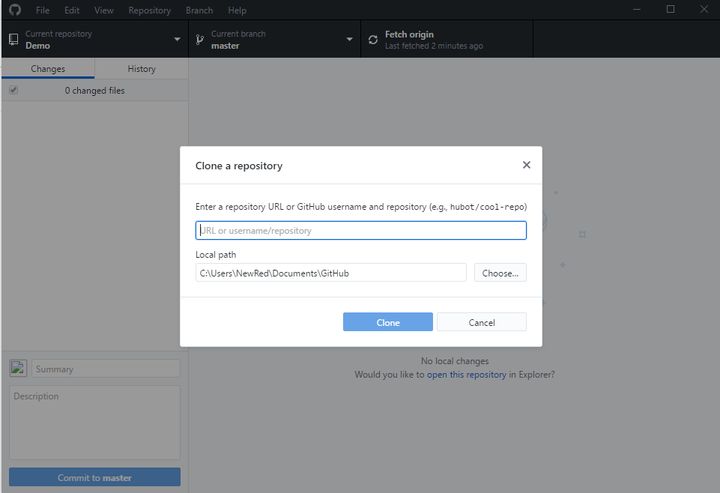 File Edit View Repository Branch Help
Current repository
Demo
Current branch
master
Fetch origin
Last fetched 2 minutes ago
Changes History
0 changed files
Clone a repository
Enter a repository URL or GitHub username and repository (e.g., hubot/cool-repo)
URL or username/repository
Local path
C:\Users\NewRed\Documents\GitHub
Choose...
Clone Cancel
No local changes
Would you like to open this repository in Explorer?
Summary
Description
Commit to master